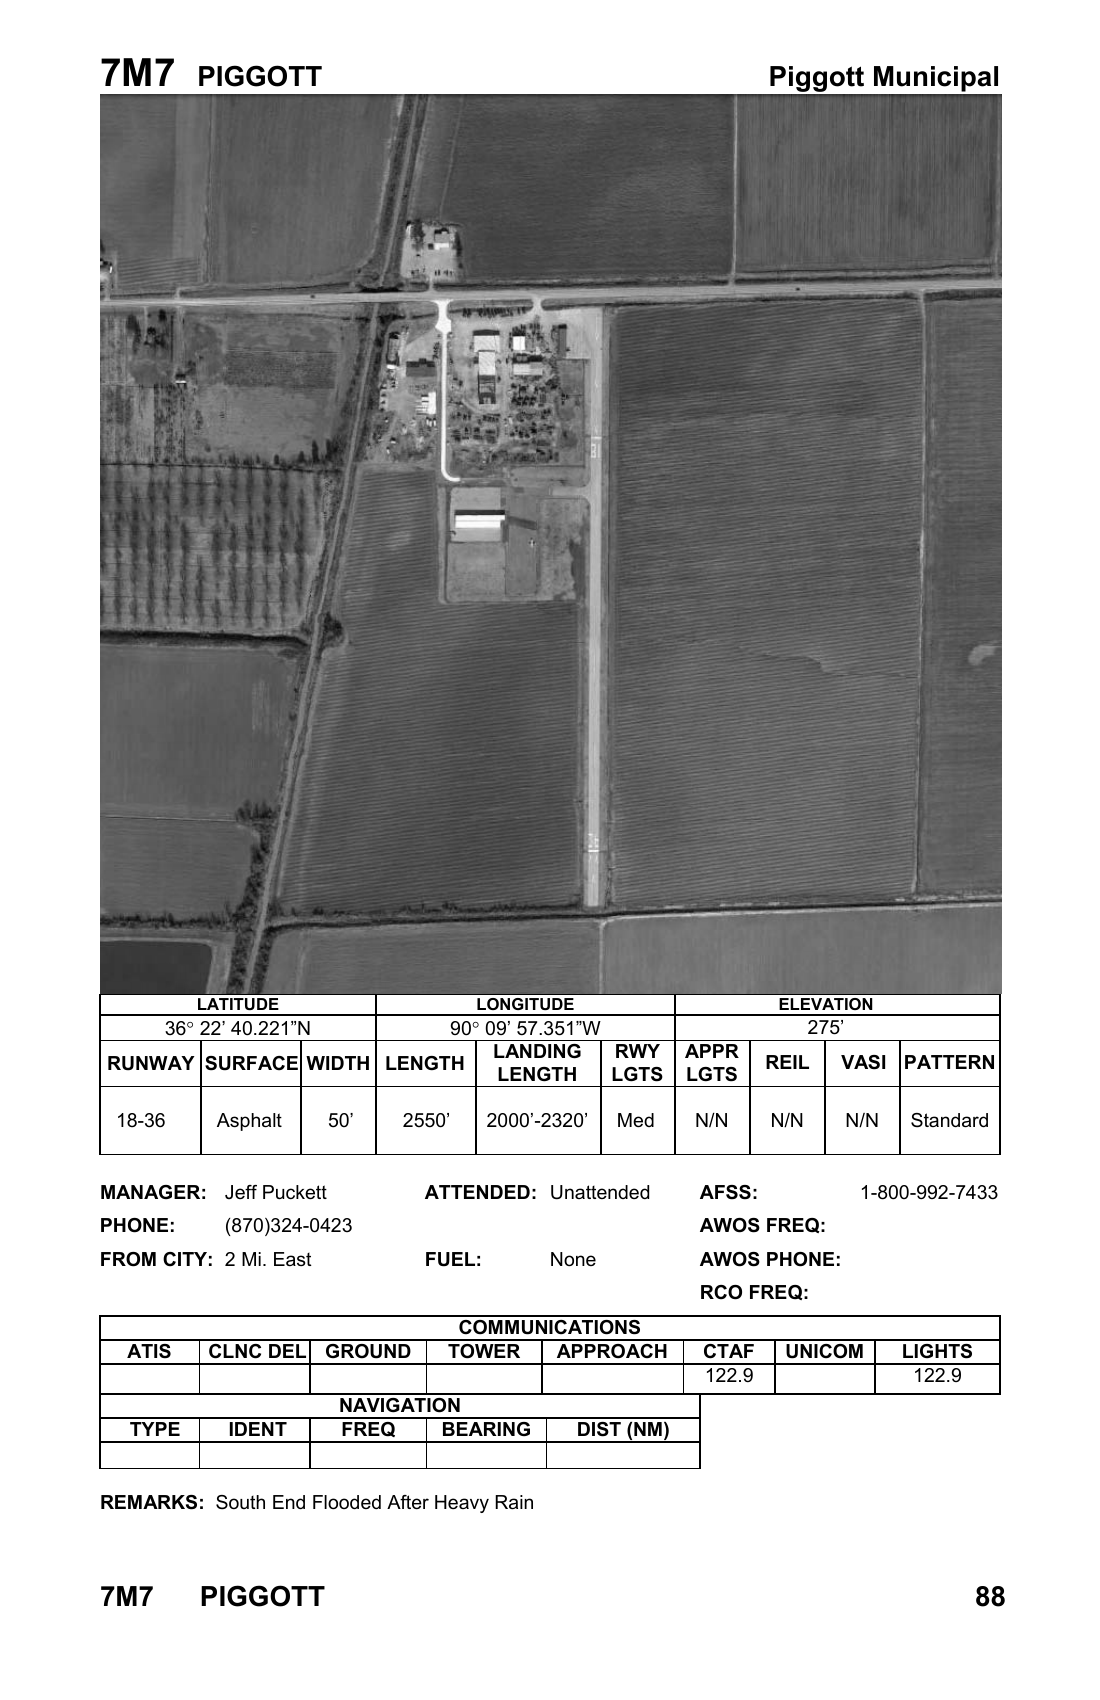 7M7 PIGGOTT Piggott Municipal
LATITUDE LONGITUDE ELEVATION
36° 22’ 40.221”N 90° 09’ 57.351”W 275’
RUNWAY SURFACE WIDTH LENGTH LANDING LENGTH RWY LGTS APPR LGTS REIL VASI PATTERN
18-36 Asphalt 50’ 2550’ 2000’-2320’ Med N/N N/N N/N Standard
MANAGER: Jeff Puckett ATTENDED: Unattended AFSS: 1-800-992-7433
PHONE: (870)324-0423 AWOS FREQ:
FROM CITY: 2 Mi. East FUEL: None AWOS PHONE:
RCO FREQ:
COMMUNICATIONS
ATIS CLNC DEL GROUND TOWER APPROACH CTAF UNICOM LIGHTS
122.9 122.9
NAVIGATION
TYPE IDENT FREQ BEARING DIST (NM)
REMARKS: South End Flooded After Heavy Rain
7M7 PIGGOTT 88